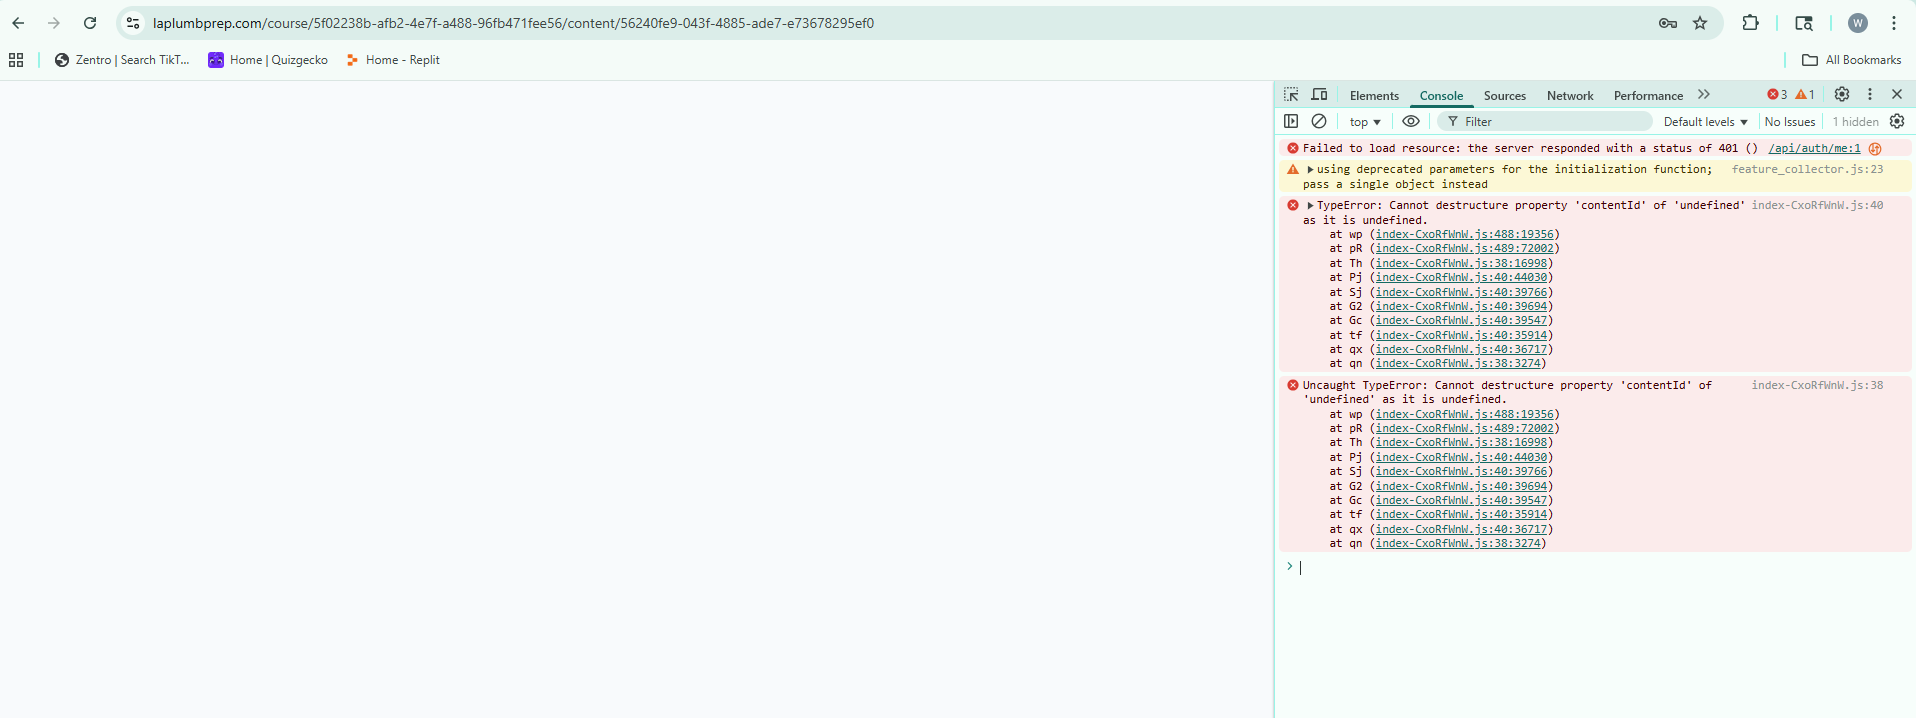 laplumbprep.com/course/5f02238b-afb2-4e7f-a488-96fb471fee56/content/56240fe9-043f-4885-ade7-e73678295ef0
W
Zentro | Search TikT...
Home | Quizgecko
Home - Replit
All Bookmarks
Elements Console Sources Network Performance 3 1
top Filter Default levels No Issues 1 hidden
Failed to load resource: the server responded with a status of 401 () /api/auth/me:1
using deprecated parameters for the initialization function; feature_collector.js:23
pass a single object instead
TypeError: Cannot destructure property 'contentId' of 'undefined' index-CxoRfWnW.js:40
as it is undefined.
at wp (index-CxoRfWnW.js:488:19356)
at pR (index-CxoRfWnW.js:489:72002)
at Th (index-CxoRfWnW.js:38:16998)
at Pj (index-CxoRfWnW.js:40:44030)
at Sj (index-CxoRfWnW.js:40:39766)
at G2 (index-CxoRfWnW.js:40:39694)
at Gc (index-CxoRfWnW.js:40:39547)
at tf (index-CxoRfWnW.js:40:35914)
at qx (index-CxoRfWnW.js:40:36717)
at qn (index-CxoRfWnW.js:38:3274)
Uncaught TypeError: Cannot destructure property 'contentId' of index-CxoRfWnW.js:38
'undefined' as it is undefined.
at wp (index-CxoRfWnW.js:488:19356)
at pR (index-CxoRfWnW.js:489:72002)
at Th (index-CxoRfWnW.js:38:16998)
at Pj (index-CxoRfWnW.js:40:44030)
at Sj (index-CxoRfWnW.js:40:39766)
at G2 (index-CxoRfWnW.js:40:39694)
at Gc (index-CxoRfWnW.js:40:39547)
at tf (index-CxoRfWnW.js:40:35914)
at qx (index-CxoRfWnW.js:40:36717)
at qn (index-CxoRfWnW.js:38:3274)